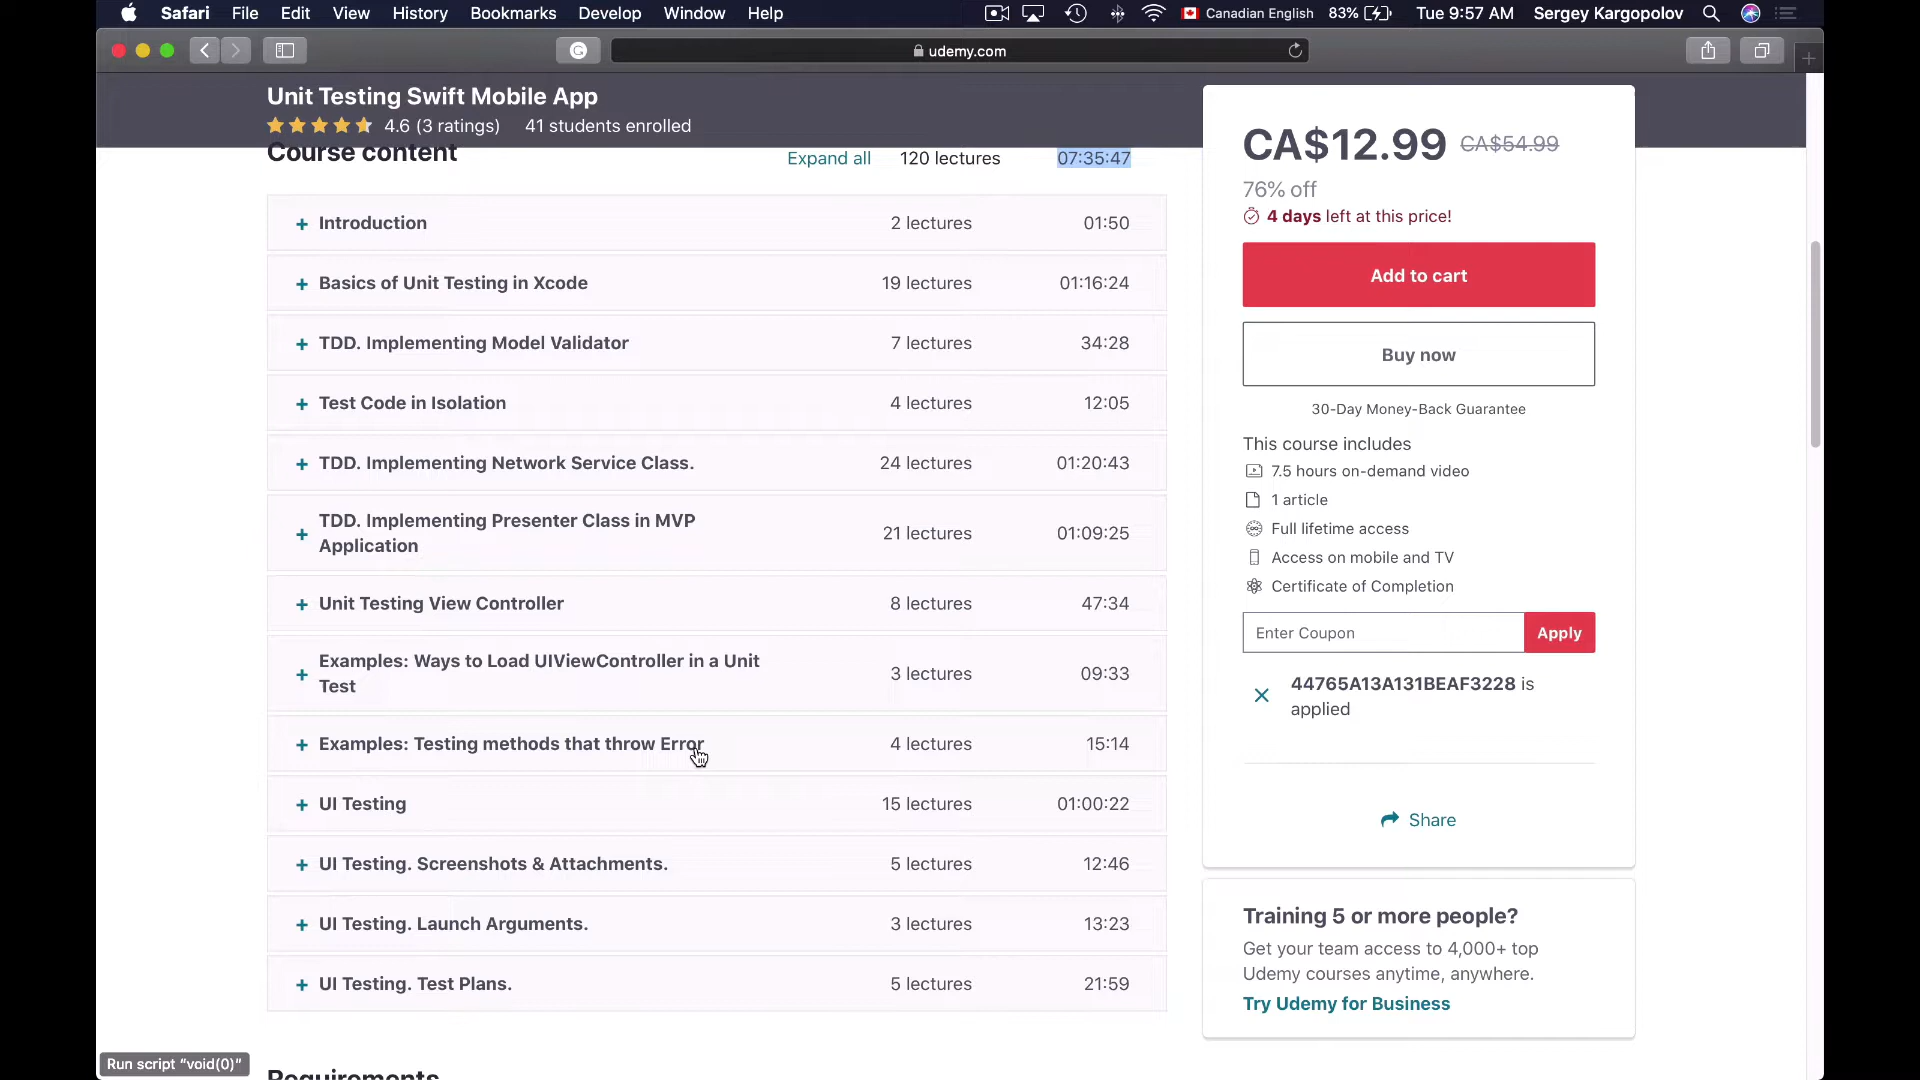 Safari File Edit View History Bookmarks Develop Window Help Canadian English 83% Tue 9:57 AM Sergey Kargopolov
udemy.com
Unit Testing Swift Mobile App
4.6 (3 ratings) 41 students enrolled
Course content Expand all 120 lectures 07:35:47
+ Introduction 2 lectures 01:50
+ Basics of Unit Testing in Xcode 19 lectures 01:16:24
+ TDD. Implementing Model Validator 7 lectures 34:28
+ Test Code in Isolation 4 lectures 12:05
+ TDD. Implementing Network Service Class. 24 lectures 01:20:43
+ TDD. Implementing Presenter Class in MVP
Application 21 lectures 01:09:25
+ Unit Testing View Controller 8 lectures 47:34
+ Examples: Ways to Load UIViewController in a Unit
Test 3 lectures 09:33
+ Examples: Testing methods that throw Error 4 lectures 15:14
+ UI Testing 15 lectures 01:00:22
+ UI Testing. Screenshots & Attachments. 5 lectures 12:46
+ UI Testing. Launch Arguments. 3 lectures 13:23
+ UI Testing. Test Plans. 5 lectures 21:59
Requirements
CA$12.99 CA$54.99
76% off
4 days left at this price!
Add to cart
Buy now
30-Day Money-Back Guarantee
This course includes
7.5 hours on-demand video
1 article
Full lifetime access
Access on mobile and TV
Certificate of Completion
Enter Coupon Apply
44765A13A131BEAF3228 is
applied
Share
Training 5 or more people?
Get your team access to 4,000+ top
Udemy courses anytime, anywhere.
Try Udemy for Business
Run script “void(0)”